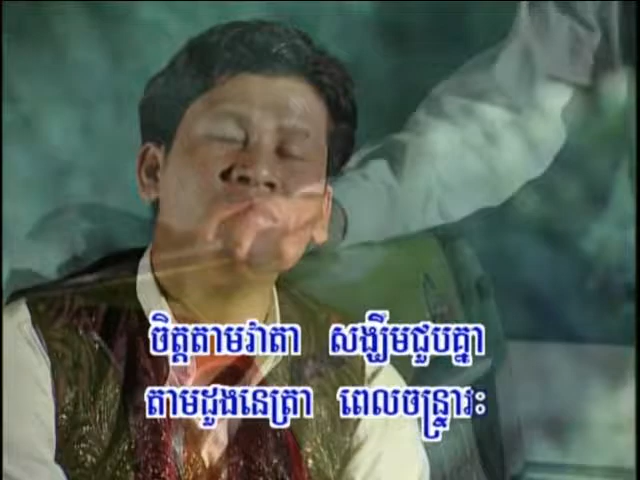 ចិត្តតាមវាតា សង្ឃឹមជួបគ្នា
តាមដួងនេត្រា ពេលចន្ទ្រារះ